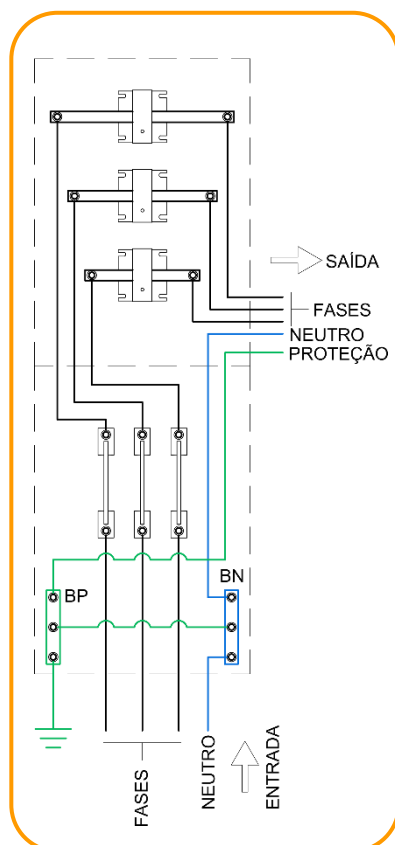 SAÍDA
FASES
NEUTRO
PROTEÇÃO
BP
BN
FASES
NEUTRO
ENTRADA